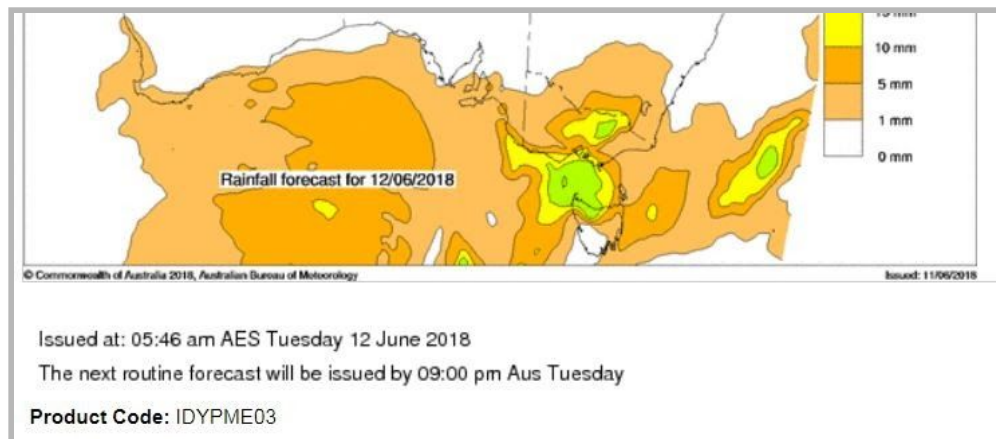 15 mm
10 mm
5 mm
1 mm
0 mm
Rainfall forecast for 12/06/2018
© Commonwealth of Australia 2018, Australian Bureau of Meteorology
Issued: 11/06/2018
Issued at: 05:46 am AES Tuesday 12 June 2018
The next routine forecast will be issued by 09:00 pm Aus Tuesday
Product Code: IDYPME03